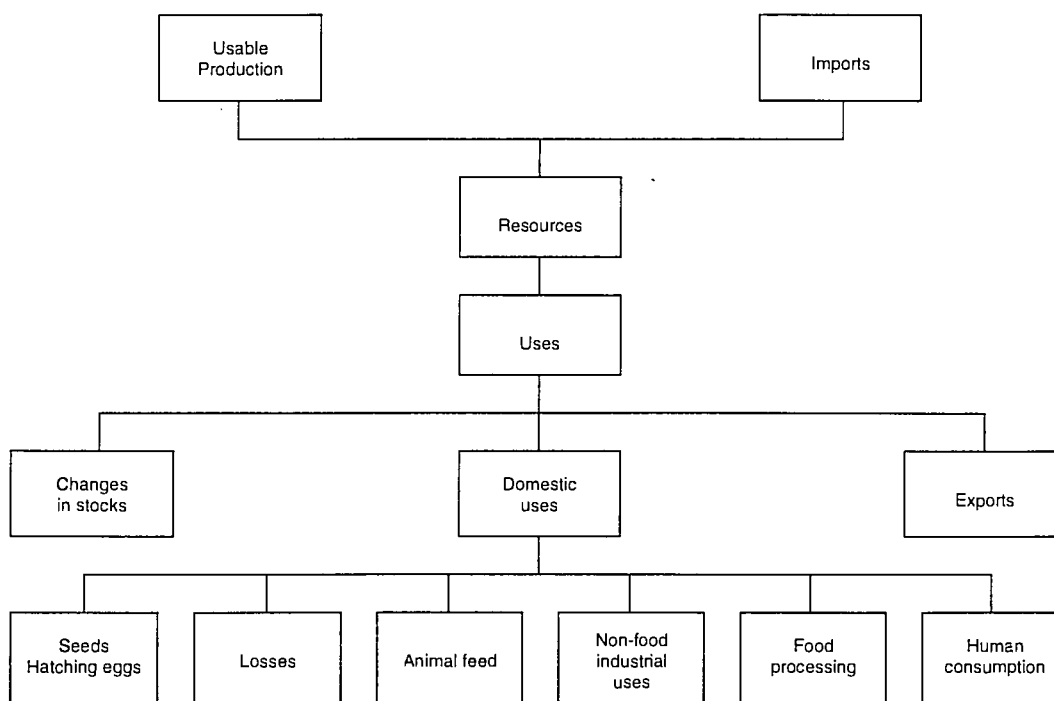 Usable
Production
Imports
Resources
Uses
Changes
in stocks
Domestic
uses
Exports
Seeds
Hatching eggs
Losses
Animal feed
Non-food
industrial
uses
Food
processing
Human
consumption